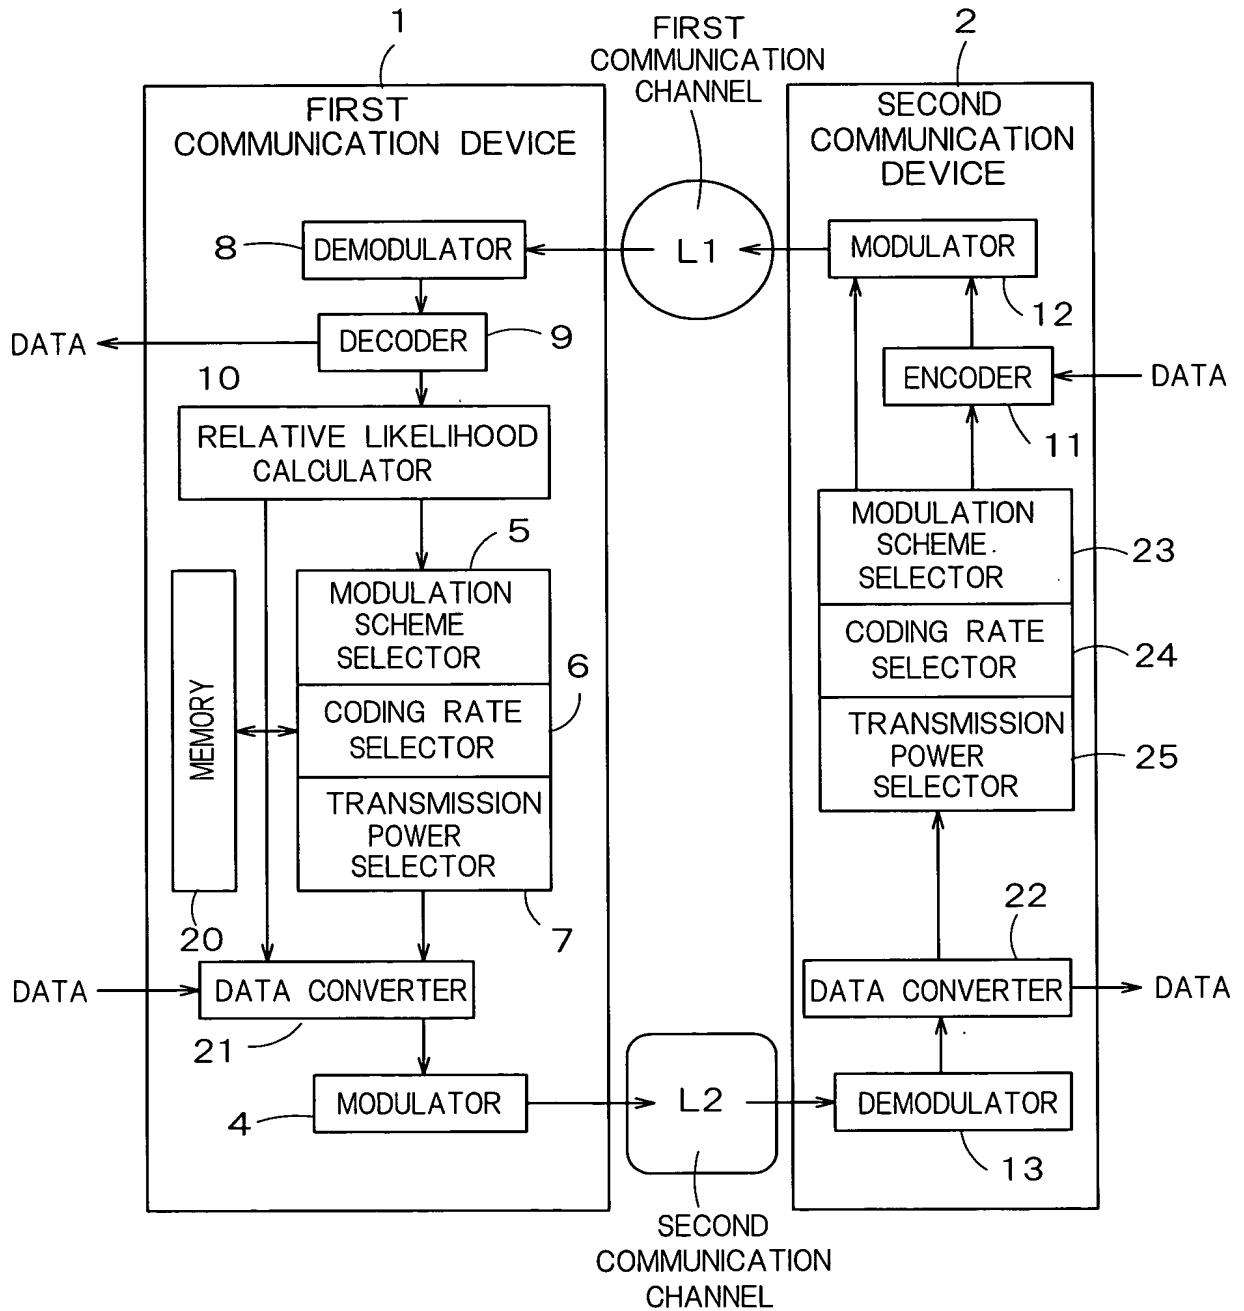 1
FIRST
COMMUNICATION
CHANNEL
2
FIRST
COMMUNICATION DEVICE
SECOND
COMMUNICATION
DEVICE
8
DEMODULATOR
L1
MODULATOR
12
DATA
DECODER
9
ENCODER
DATA
11
10
RELATIVE LIKELIHOOD
CALCULATOR
5
MODULATION
SCHEME
SELECTOR
23
MODULATION
SCHEME
SELECTOR
6
CODING RATE
SELECTOR
24
MEMORY
CODING RATE
SELECTOR
TRANSMISSION
POWER
SELECTOR
25
TRANSMISSION
POWER
SELECTOR
20
7
22
DATA
DATA CONVERTER
21
DATA CONVERTER
DATA
4
MODULATOR
L2
DEMODULATOR
13
SECOND
COMMUNICATION
CHANNEL